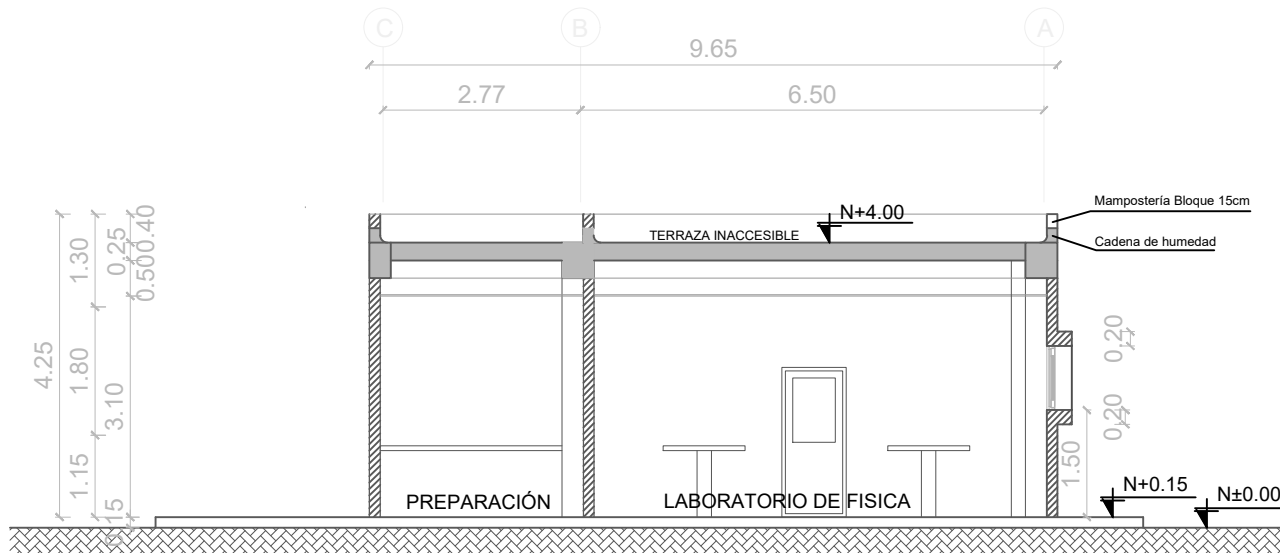 C
B
A
9.65
2.77
6.50
N+4.00
Mampostería Bloque 15cm
TERRAZA INACCESIBLE
Cadena de humedad
0.40
0.25
0.50
1.30
4.25
1.80
3.10
1.15
0.15
0.20
0.20
1.50
PREPARACIÓN
LABORATORIO DE FISICA
N+0.15
N±0.00